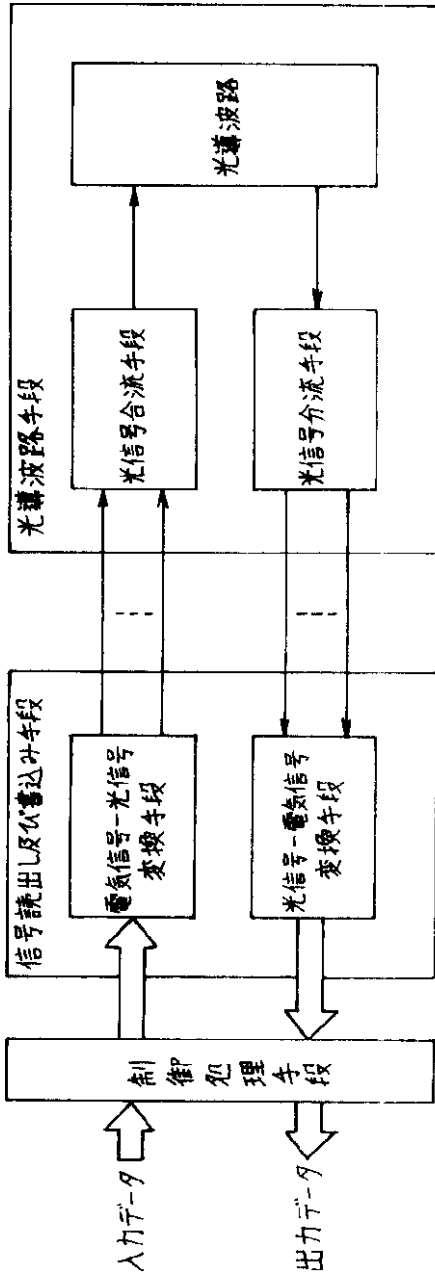 入力データ
出力データ
制御処理手段
信号読出し及び書込み手段
電気信号−光信号
変換手段
光信号−電気信号
変換手段
光導波路手段
光信号合流手段
光信号分流手段
光導波路